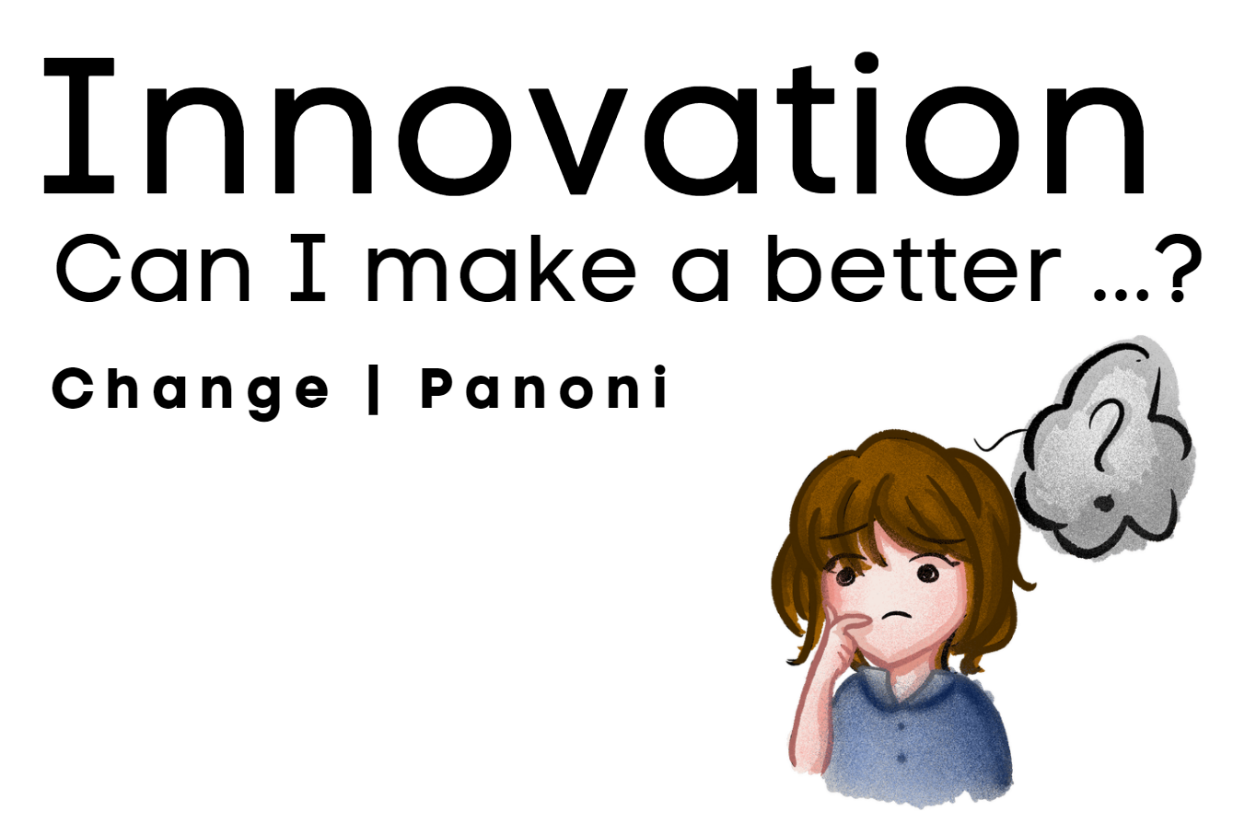 Innovation
Can I make a better ...?
Change | Panoni
?